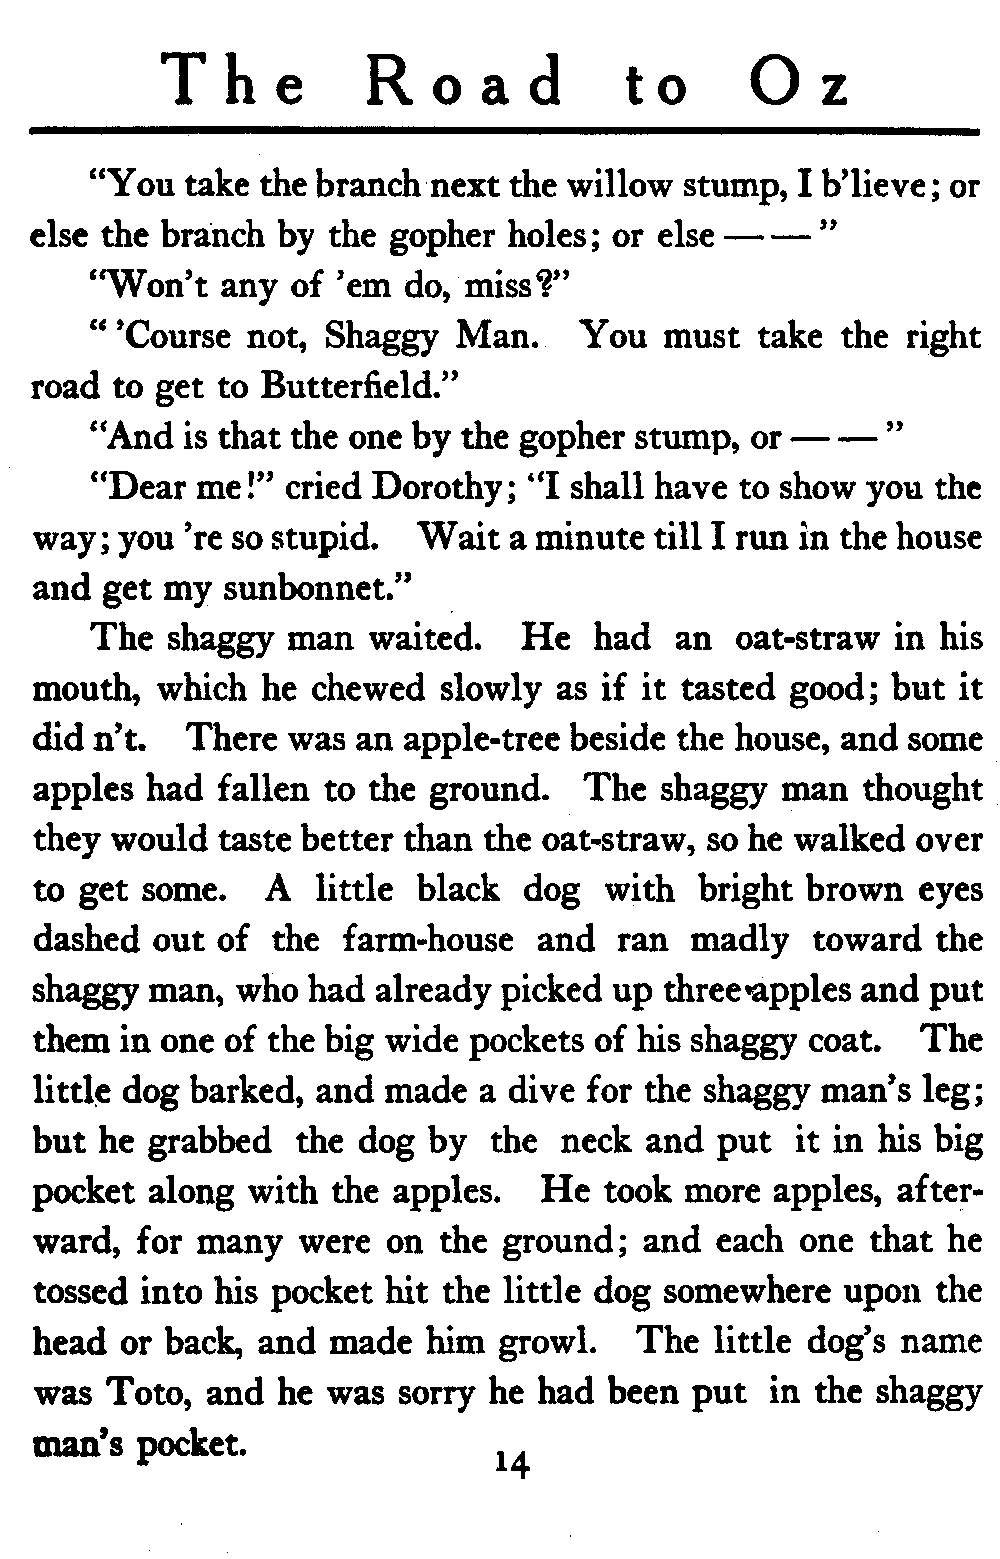 The Road to Oz
“You take the branch next the willow stump, I b’lieve; or
else the branch by the gopher holes; or else — — ”
“Won’t any of ’em do, miss?”
“ ’Course not, Shaggy Man. You must take the right
road to get to Butterfield.”
“And is that the one by the gopher stump, or — — ”
“Dear me!” cried Dorothy; “I shall have to show you the
way; you ’re so stupid. Wait a minute till I run in the house
and get my sunbonnet.”
The shaggy man waited. He had an oat-straw in his
mouth, which he chewed slowly as if it tasted good; but it
did n’t. There was an apple-tree beside the house, and some
apples had fallen to the ground. The shaggy man thought
they would taste better than the oat-straw, so he walked over
to get some. A little black dog with bright brown eyes
dashed out of the farm-house and ran madly toward the
shaggy man, who had already picked up three apples and put
them in one of the big wide pockets of his shaggy coat. The
little dog barked, and made a dive for the shaggy man’s leg;
but he grabbed the dog by the neck and put it in his big
pocket along with the apples. He took more apples, after-
ward, for many were on the ground; and each one that he
tossed into his pocket hit the little dog somewhere upon the
head or back, and made him growl. The little dog’s name
was Toto, and he was sorry he had been put in the shaggy
man’s pocket.
14